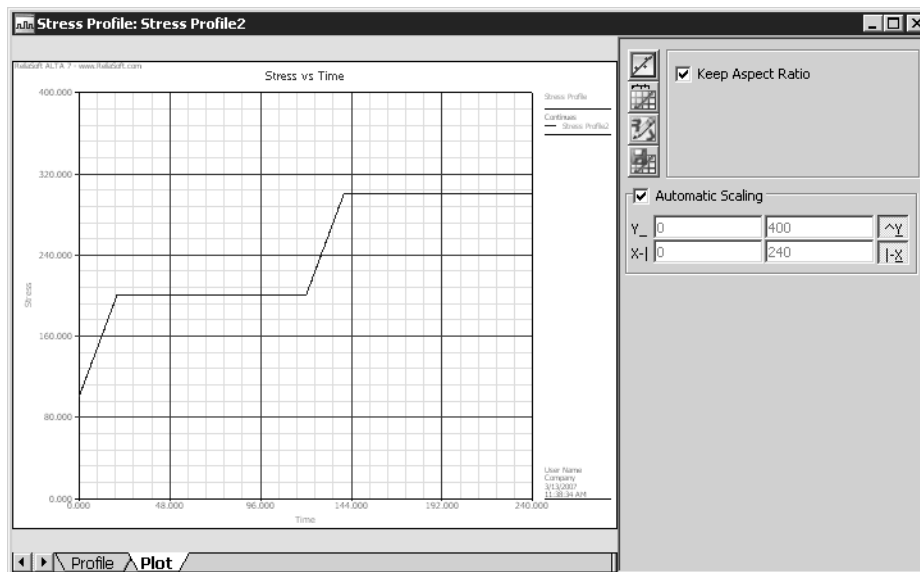 Stress Profile: Stress Profile2
ReliaSoft ALTA 7 - www.ReliaSoft.com
Stress vs Time
400.000
320.000
240.000
160.000
80.000
0.000
Stress
0.000
48.000
96.000
144.000
192.000
240.000
Time
Stress Profile
Continues
Stress Profile2
User Name
Company
3/13/2007
11:38:34 AM
Profile
Plot
Keep Aspect Ratio
Automatic Scaling
Y_ 0 400 ^Y
X-| 0 240 |-X